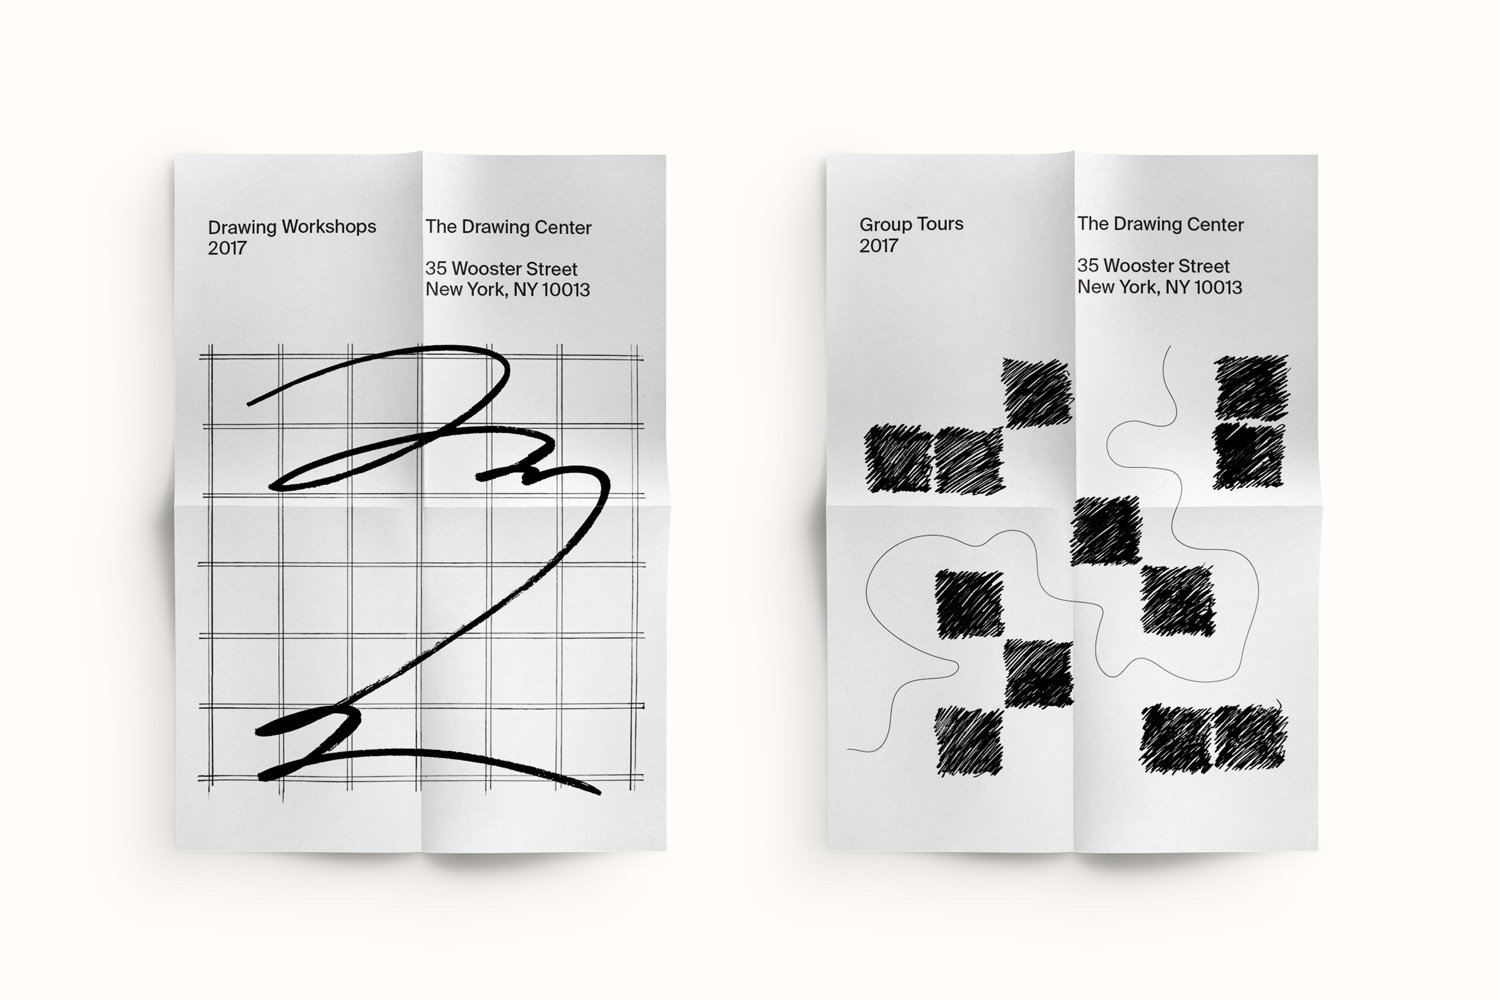 Drawing Workshops
2017
The Drawing Center
35 Wooster Street
New York, NY 10013
Group Tours
2017
The Drawing Center
35 Wooster Street
New York, NY 10013